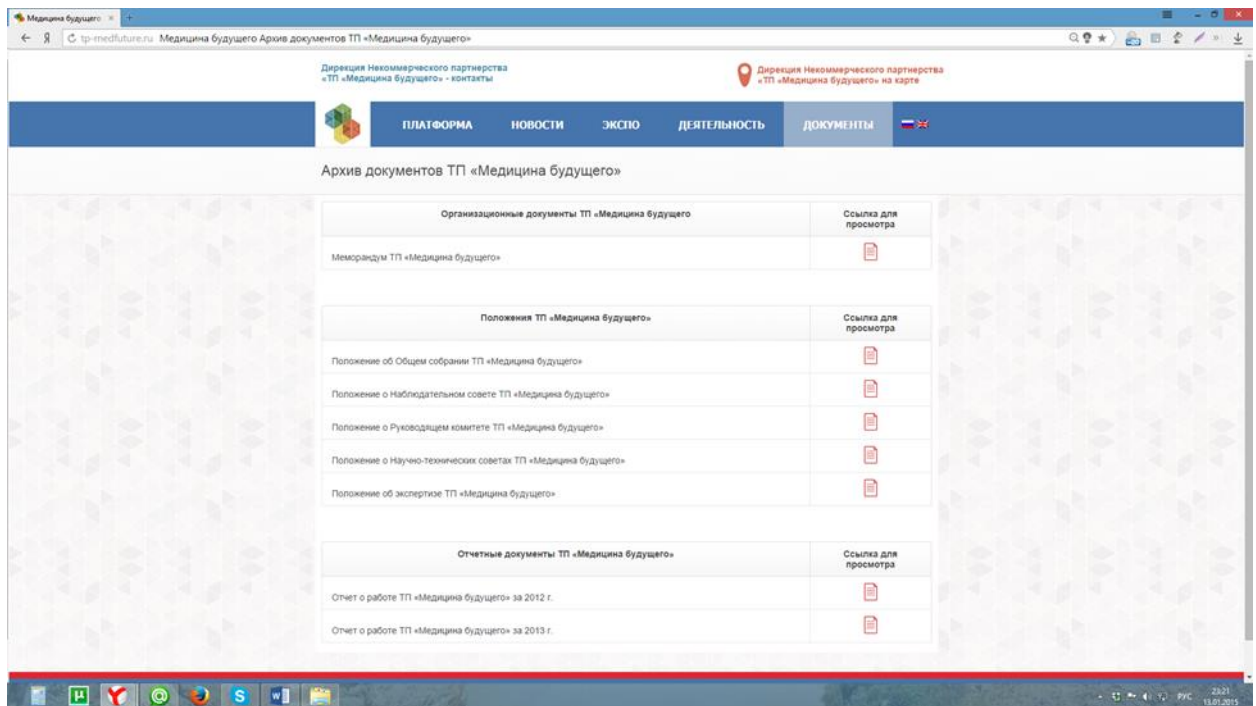 Медицина будущего
tp-medfuture.ru Медицина будущего Архив документов ТП «Медицина будущего»
Дирекция Некоммерческого партнерства
«ТП «Медицина будущего» - контакты
Дирекция Некоммерческого партнерства
«ТП «Медицина будущего» на карте
ПЛАТФОРМА НОВОСТИ ЭКСПО ДЕЯТЕЛЬНОСТЬ ДОКУМЕНТЫ
Архив документов ТП «Медицина будущего»
Организационные документы ТП «Медицина будущего
Ссылка для
просмотра
Меморандум ТП «Медицина будущего»
Положения ТП «Медицина будущего»
Ссылка для
просмотра
Положение об Общем собрании ТП «Медицина будущего»
Положение о Наблюдательном совете ТП «Медицина будущего»
Положение о Руководящем комитете ТП «Медицина будущего»
Положение о Научно-технических советах ТП «Медицина будущего»
Положение об экспертизе ТП «Медицина будущего»
Отчетные документы ТП «Медицина будущего»
Ссылка для
просмотра
Отчет о работе ТП «Медицина будущего» за 2012 г.
Отчет о работе ТП «Медицина будущего» за 2013 г.
РУС
23:21
13.01.2015